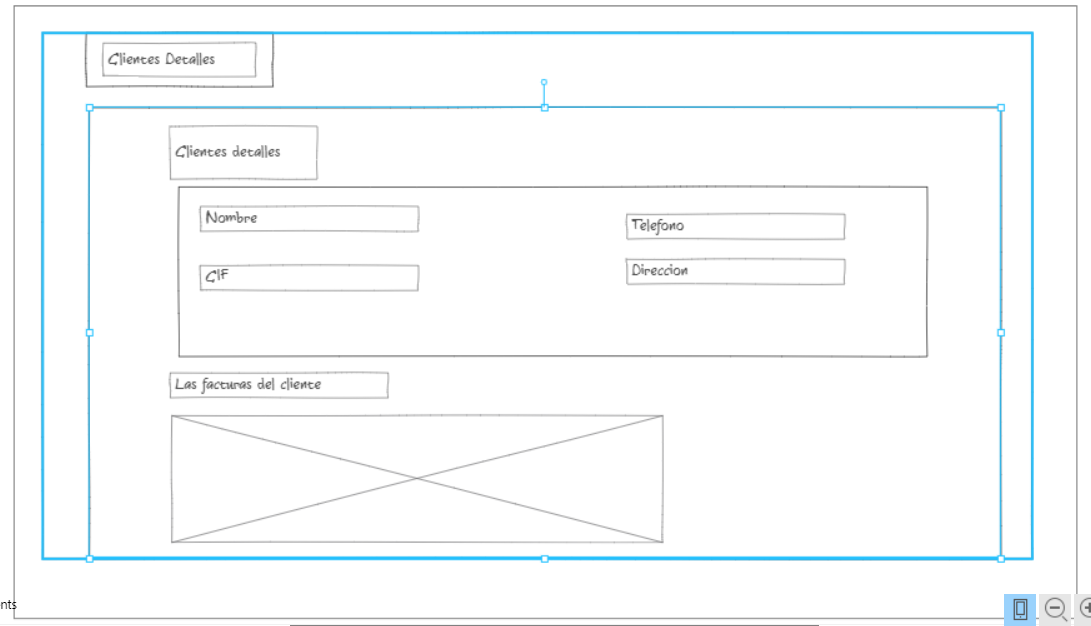 Clientes Detalles
Clientes detalles
Nombre
Telefono
CIF
Direccion
Las facturas del cliente
nts